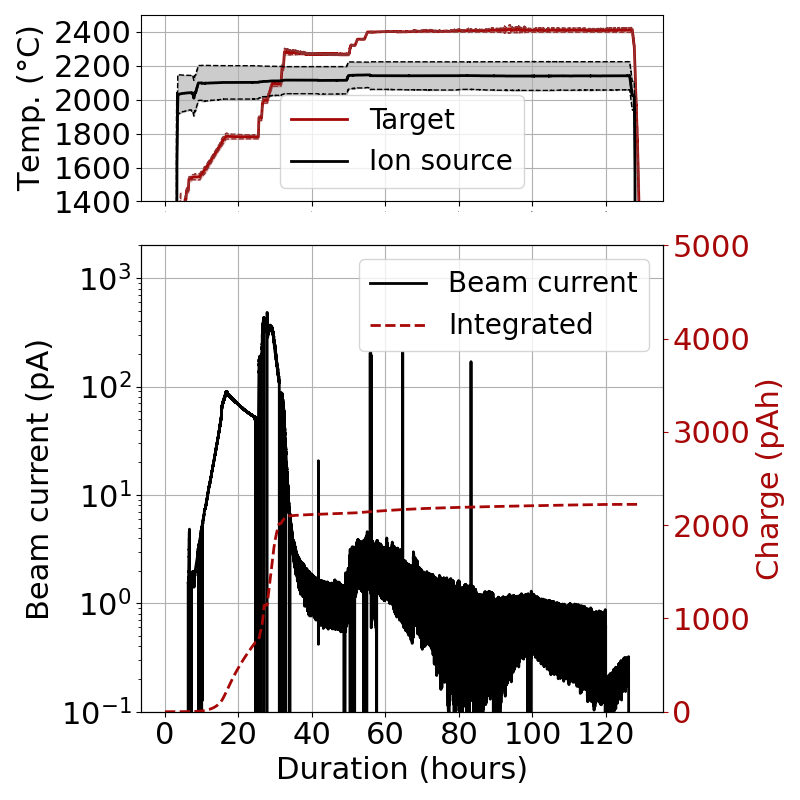 2400
2200
2000
1800
1600
1400
Temp. (°C)
Target
Ion source
10³
10²
10¹
10⁰
10⁻¹
Beam current (pA)
Beam current
Integrated
5000
4000
3000
2000
1000
0
Charge (pAh)
0 20 40 60 80 100 120
Duration (hours)